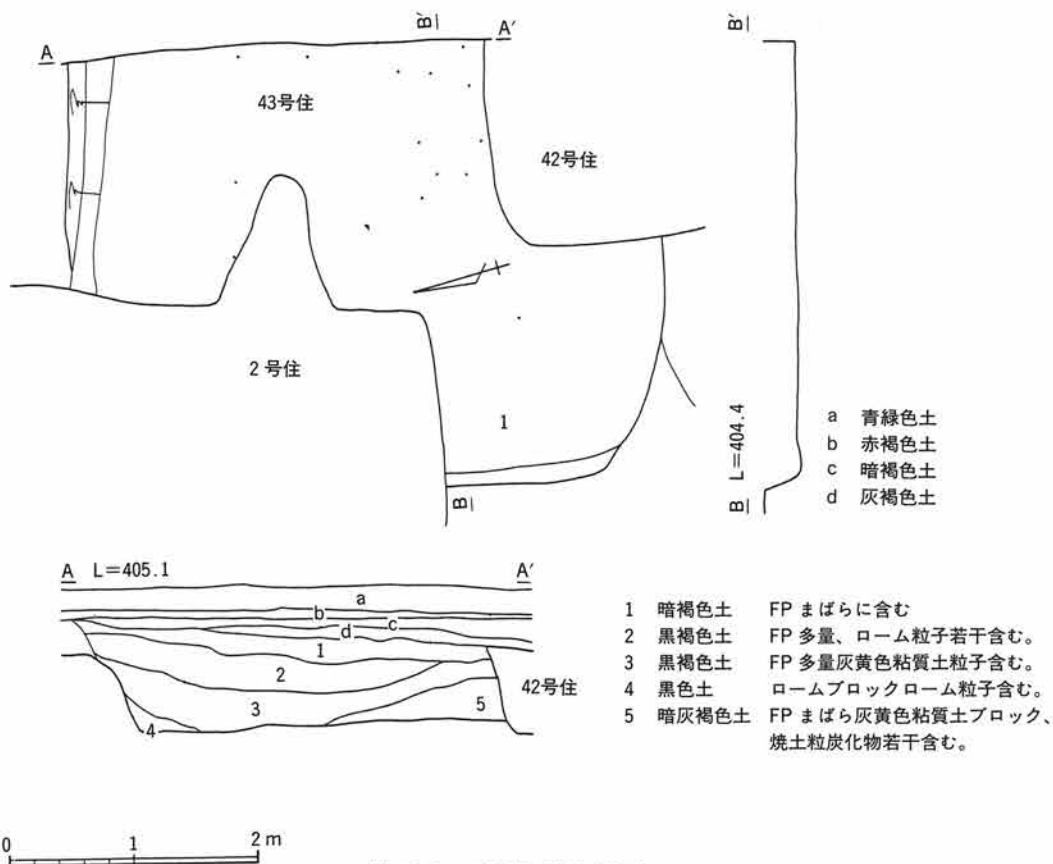 B′
A
A′
B′
43号住
42号住
2号住
1
B
L=404.4
B
a 青緑色土
b 赤褐色土
c 暗褐色土
d 灰褐色土
A L=405.1
A′
a
b
c
d
1
2
3
4
5
42号住
1 暗褐色土 FP まばらに含む
2 黒褐色土 FP 多量、ローム粒子若干含む。
3 黒褐色土 FP 多量灰黄色粘質土粒子含む。
4 黒色土 ロームブロックローム粒子含む。
5 暗灰褐色土 FP まばら灰黄色粘質土ブロック、
焼土粒炭化物若干含む。
0 1 2 m